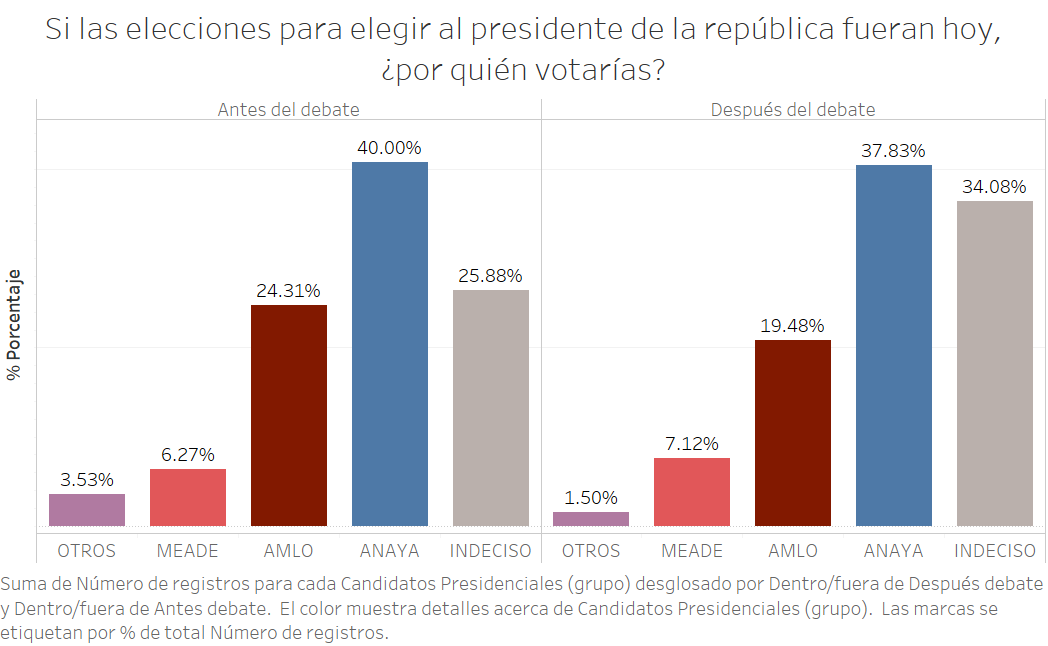 Si las elecciones para elegir al presidente de la república fueran hoy,
¿por quién votarías?
Antes del debate
Después del debate
% Porcentaje
3.53%
6.27%
24.31%
40.00%
25.88%
1.50%
7.12%
19.48%
37.83%
34.08%
OTROS MEADE AMLO ANAYA INDECISO
OTROS MEADE AMLO ANAYA INDECISO
Suma de Número de registros para cada Candidatos Presidenciales (grupo) desglosado por Dentro/fuera de Después debate
y Dentro/fuera de Antes debate. El color muestra detalles acerca de Candidatos Presidenciales (grupo). Las marcas se
etiquetan por % de total Número de registros.